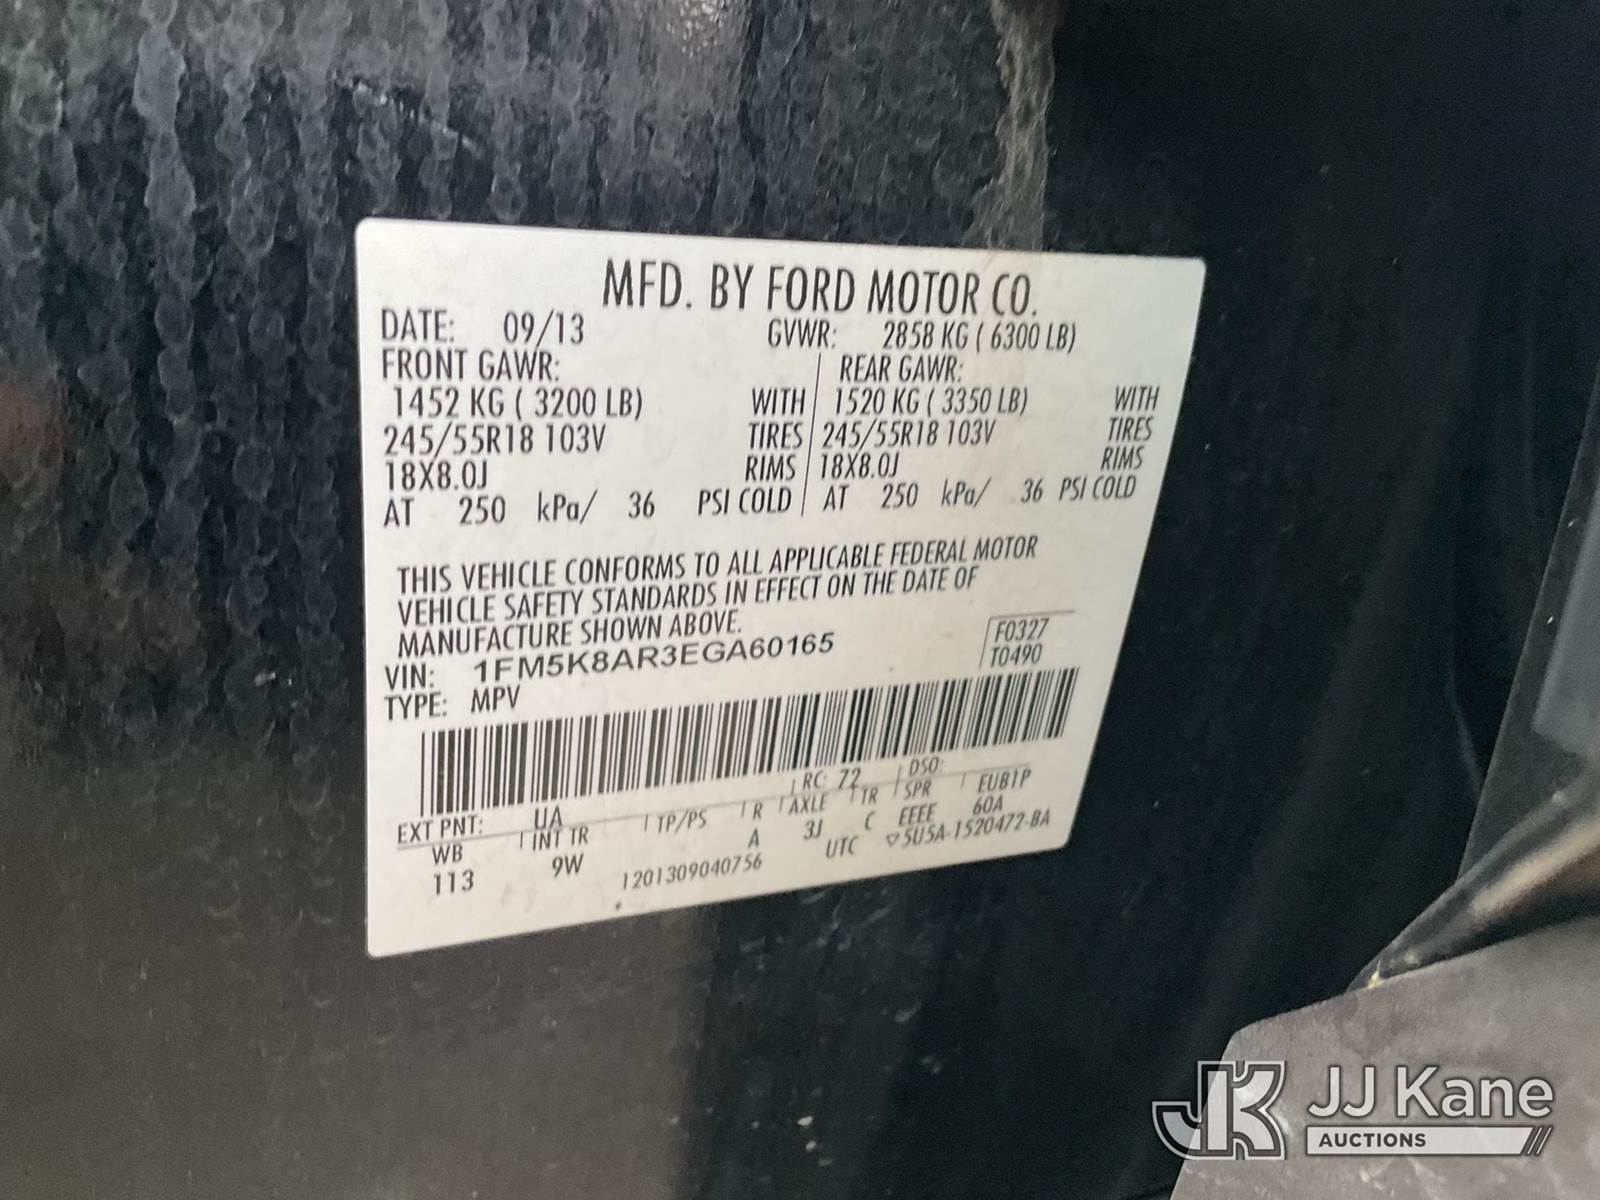 MFD. BY FORD MOTOR CO.
DATE: 09/13 GVWR: 2858 KG ( 6300 LB)
FRONT GAWR: REAR GAWR:
1452 KG ( 3200 LB) WITH 1520 KG ( 3350 LB) WITH
245/55R18 103V TIRES 245/55R18 103V TIRES
18X8.0J RIMS 18X8.0J RIMS
AT 250 kPa/ 36 PSI COLD AT 250 kPa/ 36 PSI COLD
THIS VEHICLE CONFORMS TO ALL APPLICABLE FEDERAL MOTOR
VEHICLE SAFETY STANDARDS IN EFFECT ON THE DATE OF
MANUFACTURE SHOWN ABOVE.
VIN: 1FM5K8AR3EGA60165 F0327
TYPE: MPV T0490
EXT PNT: UA RC: 72 DSO:
WB INT TR TP/PS R AXLE TR SPR EUB1P
113 9W A 3J C EEEE 60A
1201309040756 UTC 5U5A-1520472-BA
JK JJ Kane
AUCTIONS